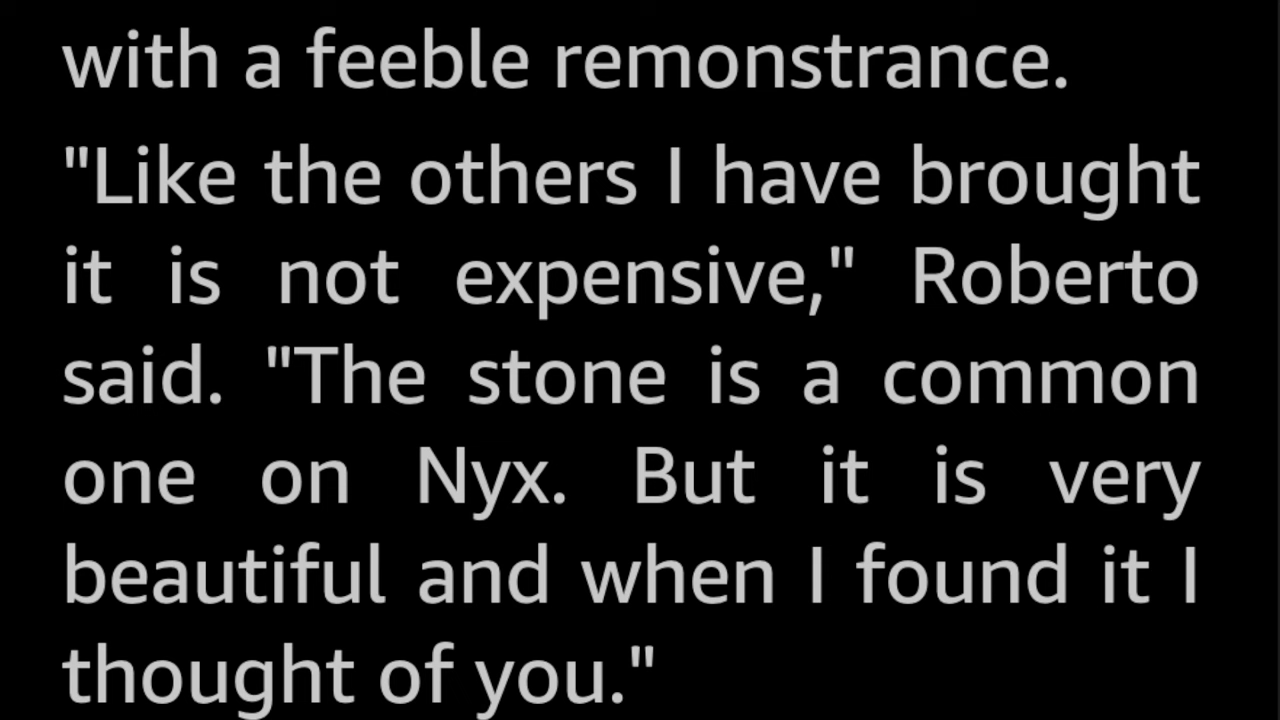 with a feeble remonstrance.
"Like the others I have brought
it is not expensive," Roberto
said. "The stone is a common
one on Nyx. But it is very
beautiful and when I found it I
thought of you."